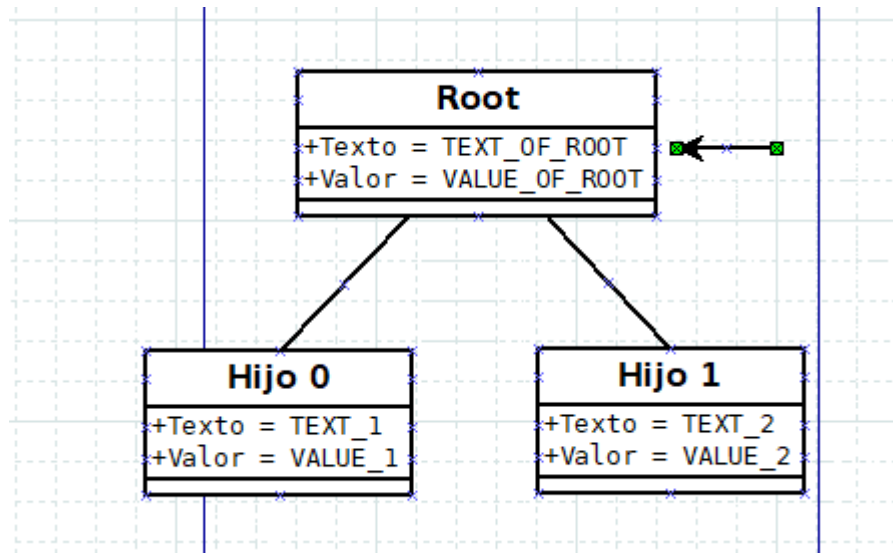 Root
+Texto = TEXT_OF_ROOT
+Valor = VALUE_OF_ROOT
Hijo 0
+Texto = TEXT_1
+Valor = VALUE_1
Hijo 1
+Texto = TEXT_2
+Valor = VALUE_2